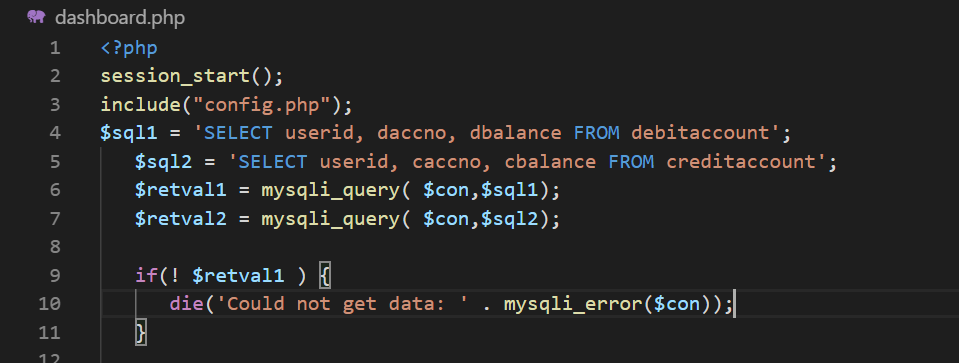 dashboard.php
1 <?php
2 session_start();
3 include("config.php");
4 $sql1 = 'SELECT userid, daccno, dbalance FROM debitaccount';
5 $sql2 = 'SELECT userid, caccno, cbalance FROM creditaccount';
6 $retval1 = mysqli_query( $con,$sql1);
7 $retval2 = mysqli_query( $con,$sql2);
8
9 if(! $retval1 ) {
10 die('Could not get data: ' . mysqli_error($con));
11 }
12